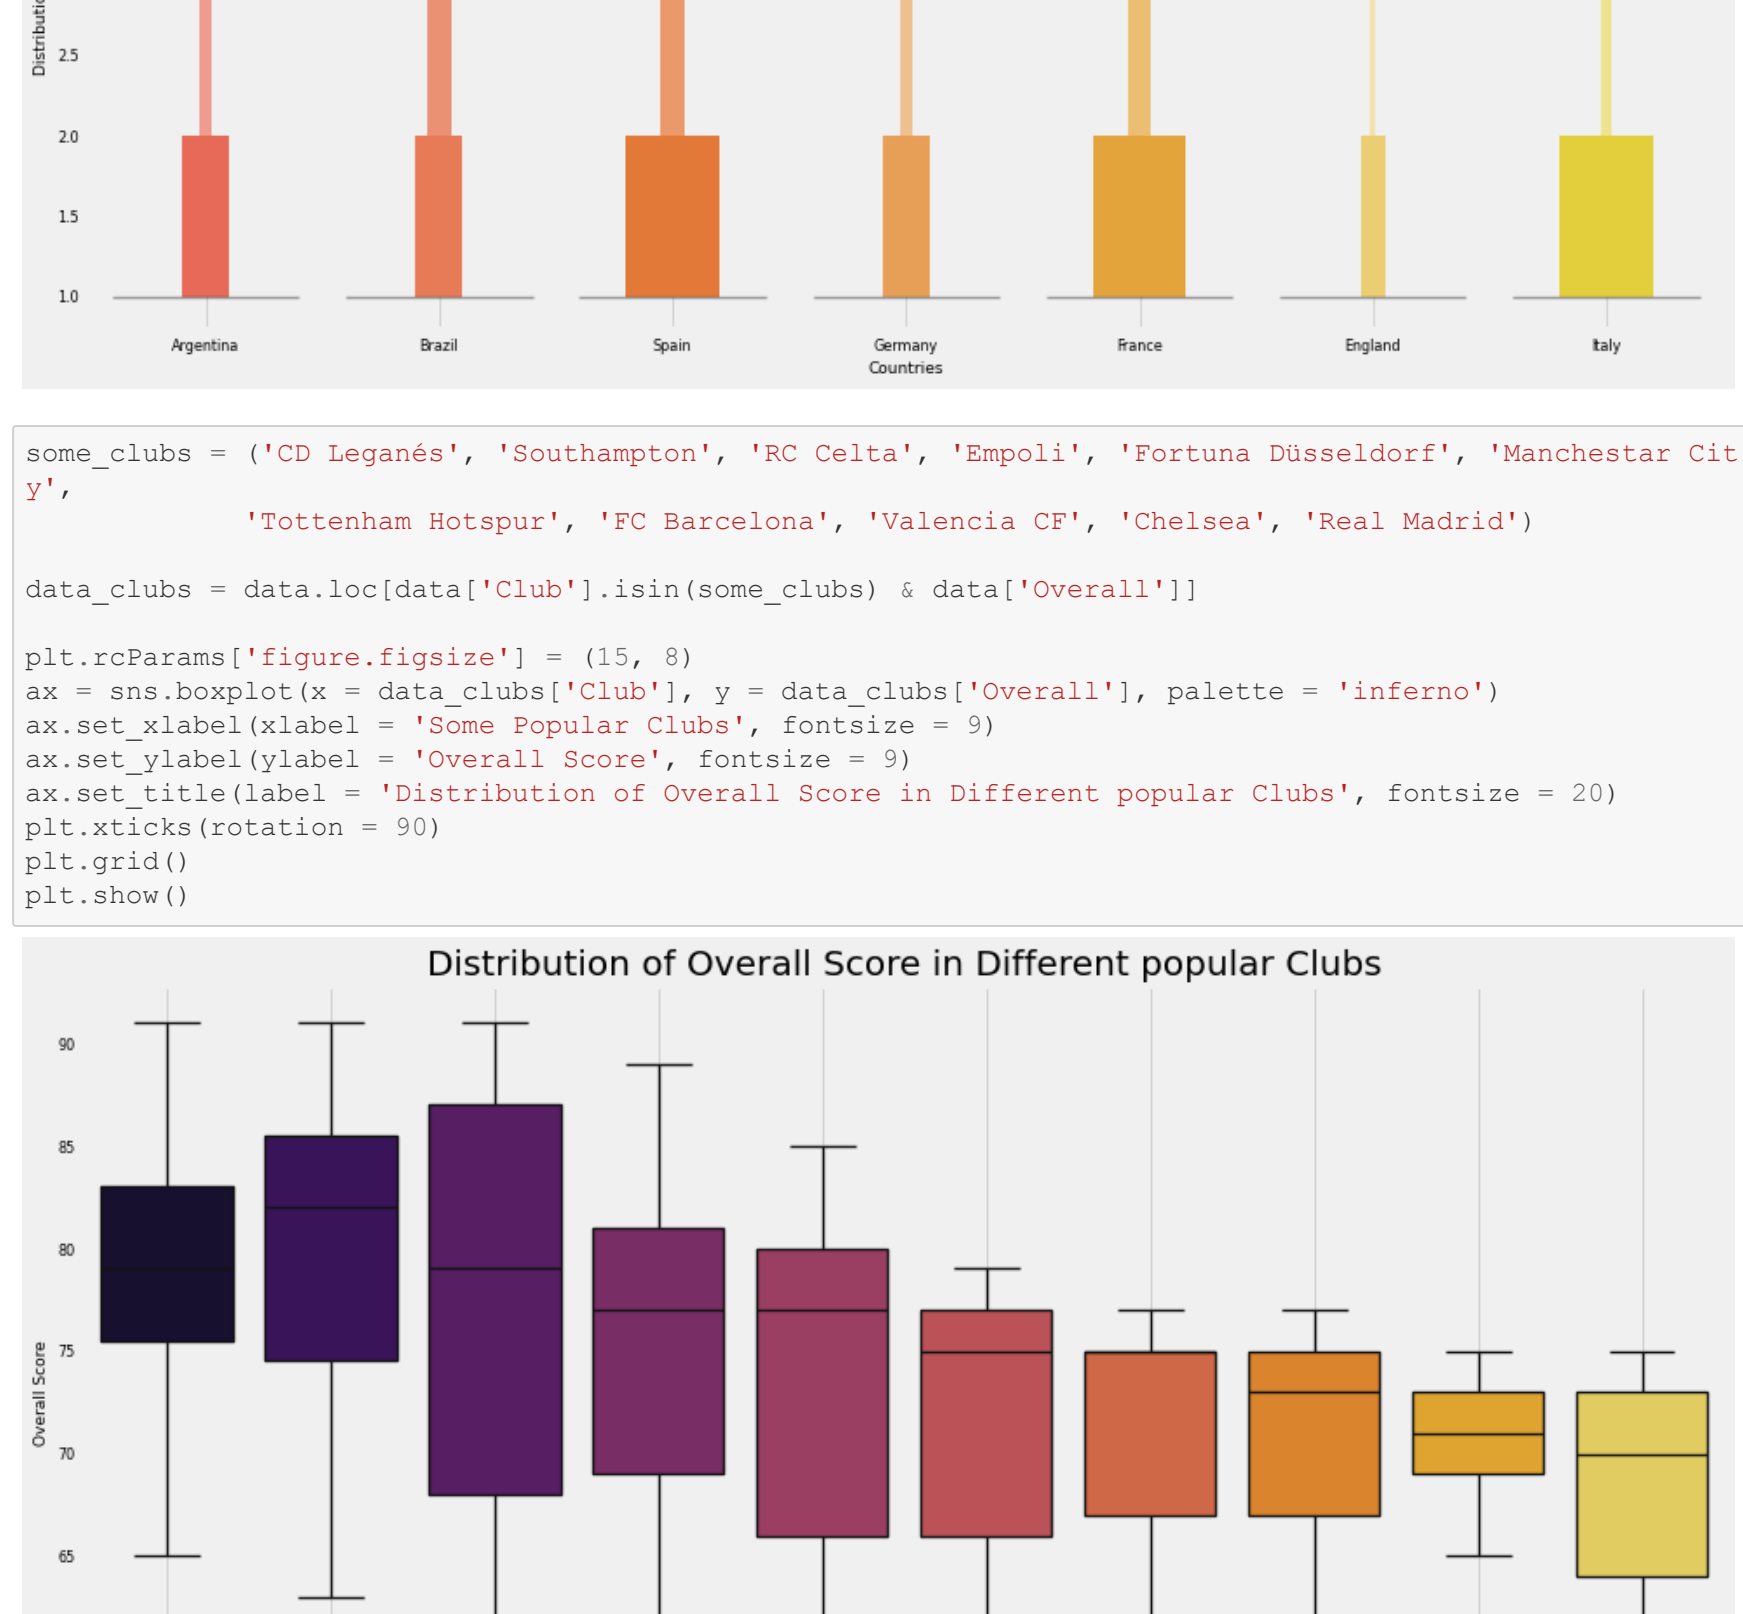 Distributio
2.5
2.0
1.5
1.0
Argentina Brazil Spain Germany France England Italy
Countries
some_clubs = ('CD Leganés', 'Southampton', 'RC Celta', 'Empoli', 'Fortuna Düsseldorf', 'Manchestar Cit
y',
'Tottenham Hotspur', 'FC Barcelona', 'Valencia CF', 'Chelsea', 'Real Madrid')
data_clubs = data.loc[data['Club'].isin(some_clubs) & data['Overall']]
plt.rcParams['figure.figsize'] = (15, 8)
ax = sns.boxplot(x = data_clubs['Club'], y = data_clubs['Overall'], palette = 'inferno')
ax.set_xlabel(xlabel = 'Some Popular Clubs', fontsize = 9)
ax.set_ylabel(ylabel = 'Overall Score', fontsize = 9)
ax.set_title(label = 'Distribution of Overall Score in Different popular Clubs', fontsize = 20)
plt.xticks(rotation = 90)
plt.grid()
plt.show()
Distribution of Overall Score in Different popular Clubs
90
85
80
75
70
65
Overall Score